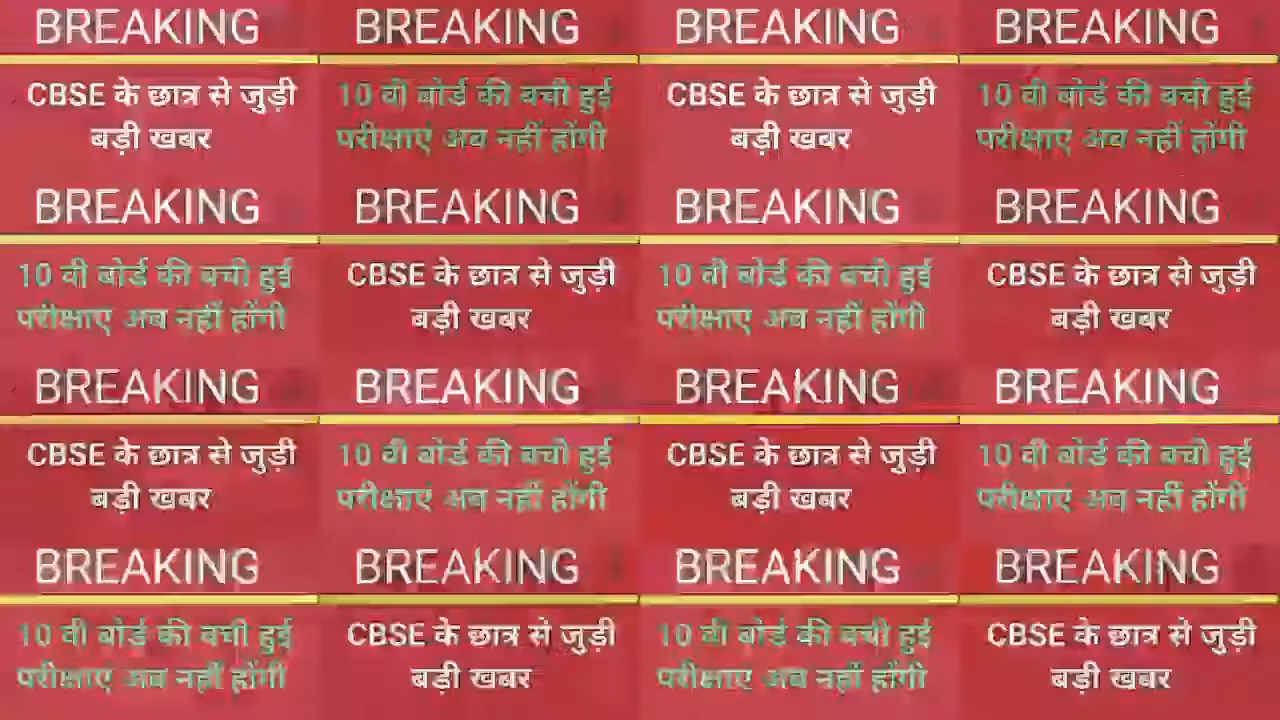 BREAKING BREAKING BREAKING BREAKING
CBSE के छात्र से जुड़ी 10 वी बोर्ड की बची हुई CBSE के छात्र से जुड़ी 10 वी बोर्ड की बची हुई
बड़ी खबर परीक्षाएं अब नहीं होंगी बड़ी खबर परीक्षाएं अब नहीं होंगी
BREAKING BREAKING BREAKING BREAKING
10 वी बोर्ड की बची हुई CBSE के छात्र से जुड़ी 10 वी बोर्ड की बची हुई CBSE के छात्र से जुड़ी
परीक्षाएं अब नहीं होंगी बड़ी खबर परीक्षाएं अब नहीं होंगी बड़ी खबर
BREAKING BREAKING BREAKING BREAKING
CBSE के छात्र से जुड़ी 10 वी बोर्ड की बची हुई CBSE के छात्र से जुड़ी 10 वी बोर्ड की बची हुई
बड़ी खबर परीक्षाएं अब नहीं होंगी बड़ी खबर परीक्षाएं अब नहीं होंगी
BREAKING BREAKING BREAKING BREAKING
10 वी बोर्ड की बची हुई CBSE के छात्र से जुड़ी 10 वी बोर्ड की बची हुई CBSE के छात्र से जुड़ी
परीक्षाएं अब नहीं होंगी बड़ी खबर परीक्षाएं अब नहीं होंगी बड़ी खबर